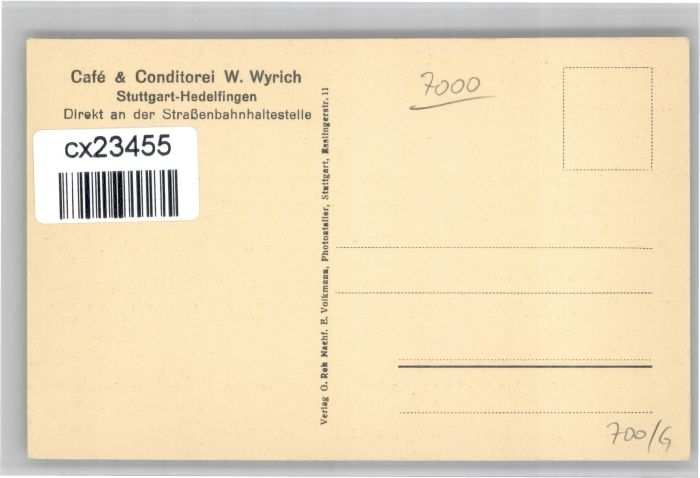 Café & Conditorei W. Wyrich
Stuttgart-Hedelfingen
Direkt an der Straßenbahnhaltestelle
cx23455
Verlag G. Reh Nachf. E. Volkmann, Photoatelier, Stuttgart, Esslingerstr. 11
7000
700/G